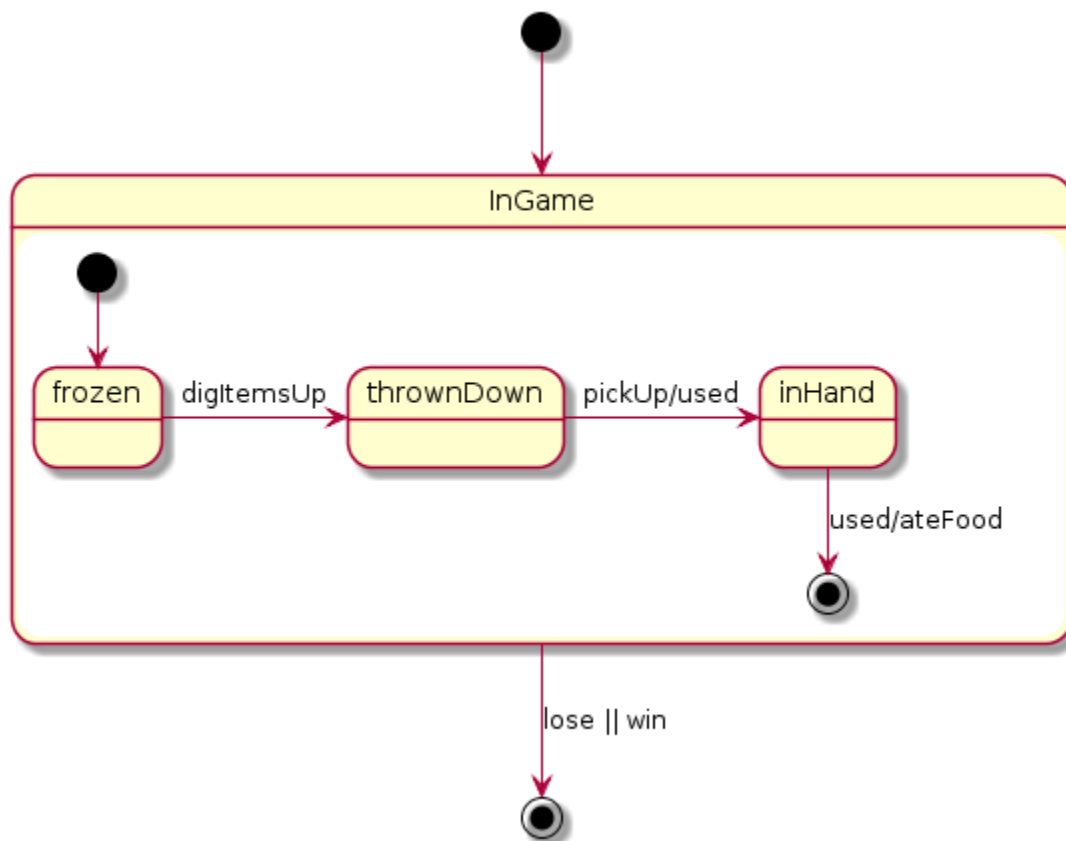 InGame
frozen
digItemsUp
thrownDown
pickUp/used
inHand
used/ateFood
lose || win